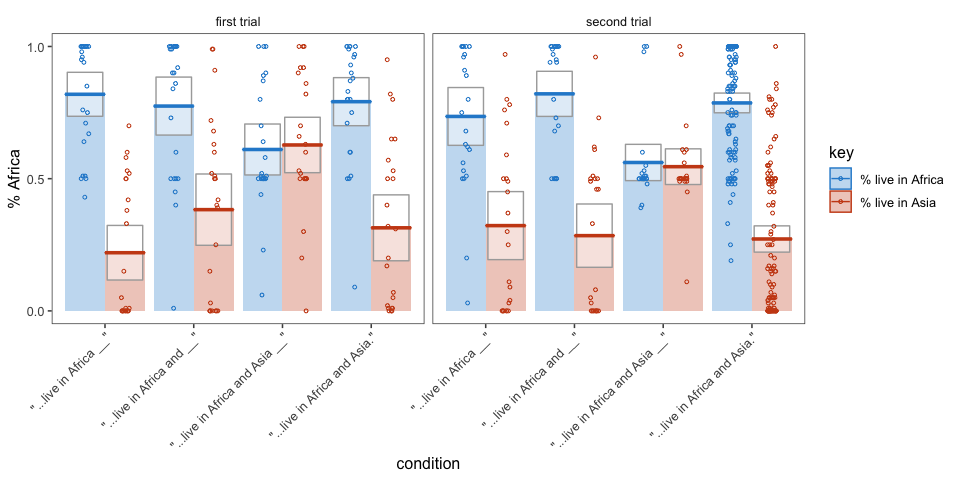 first trial
second trial
% Africa
1.0
0.5
0.0
" ...live in Africa __"
" ...live in Africa and __"
" ...live in Africa and Asia __"
" ...live in Africa and Asia."
" ...live in Africa __"
" ...live in Africa and __"
" ...live in Africa and Asia __"
" ...live in Africa and Asia."
condition
key
% live in Africa
% live in Asia